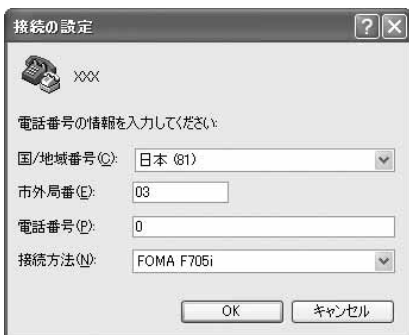 接続の設定
xxx
電話番号の情報を入力してください:
国/地域番号(C): 日本 (81)
市外局番(E): 03
電話番号(P): 0
接続方法(N): FOMA F705i
OK キャンセル